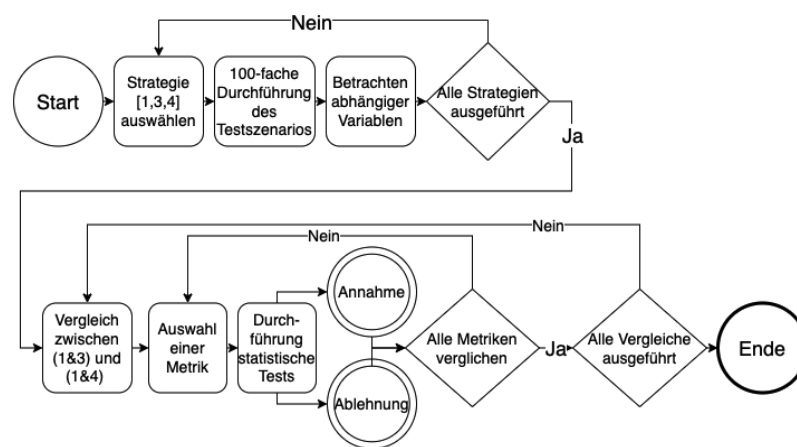 Nein
Start
Strategie
[1,3,4]
auswählen
100-fache
Durchführung
des
Testszenarios
Betrachten
abhängiger
Variablen
Alle Strategien
ausgeführt
Ja
Nein
Nein
Vergleich
zwischen
(1&3) und
(1&4)
Auswahl
einer
Metrik
Durch-
führung
statistische
Tests
Annahme
Ablehnung
Alle Metriken
verglichen
Ja
Alle Vergleiche
ausgeführt
Ende